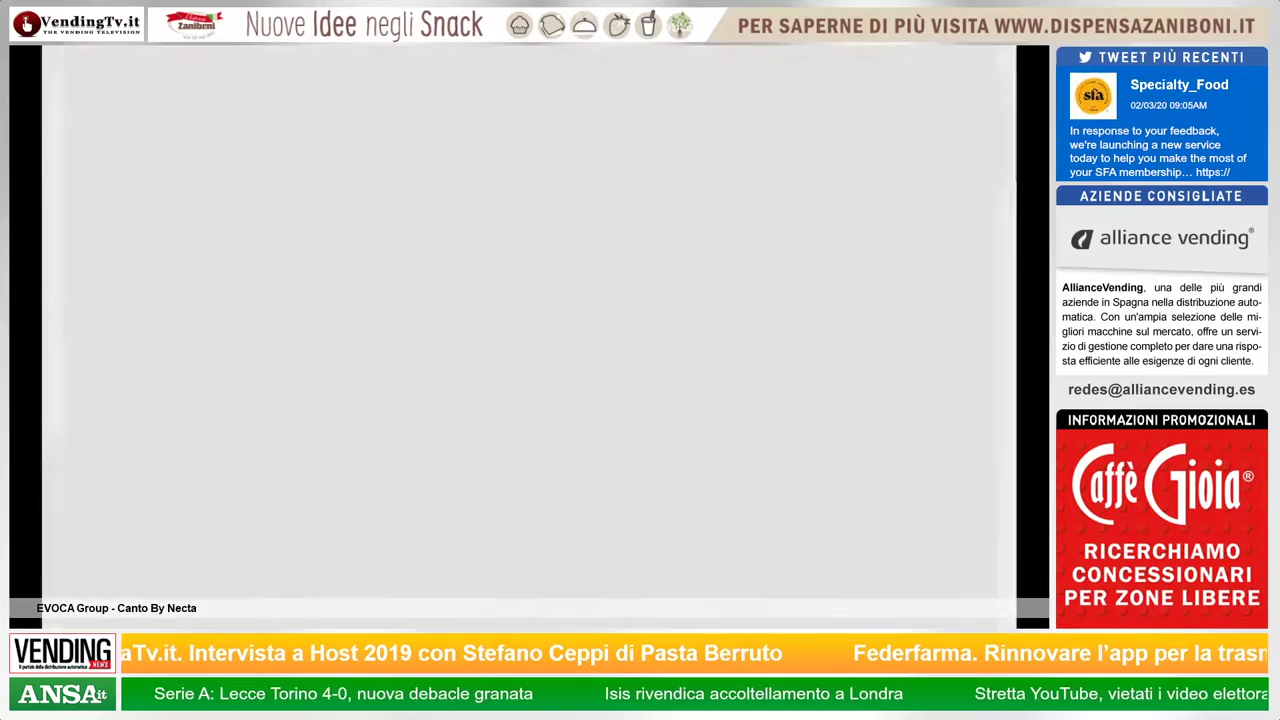 VendingTv.it
THE VENDING TELEVISION
Zaniboni
Nuove Idee negli Snack
PER SAPERNE DI PIÙ VISITA WWW.DISPENSAZANIBONI.IT
TWEET PIÙ RECENTI
sfa
Specialty_Food
02/03/20 09:05AM
In response to your feedback,
we're launching a new service
today to help you make the most of
your SFA membership... https://
AZIENDE CONSIGLIATE
alliance vending®
AllianceVending, una delle più grandi
aziende in Spagna nella distribuzione auto-
matica. Con un'ampia selezione delle mi-
gliori macchine sul mercato, offre un servi-
zio di gestione completo per dare una rispo-
sta efficiente alle esigenze di ogni cliente.
redes@alliancevending.es
INFORMAZIONI PROMOZIONALI
Caffè Gioia®
RICERCHIAMO
CONCESSIONARI
PER ZONE LIBERE
EVOCA Group - Canto By Necta
VENDING NEWS
Il portale della distribuzione automatica
aTv.it. Intervista a Host 2019 con Stefano Ceppi di Pasta Berruto Federfarma. Rinnovare l'app per la trasm
ANSA.it
Serie A: Lecce Torino 4-0, nuova debacle granata Isis rivendica accoltellamento a Londra Stretta YouTube, vietati i video elettora